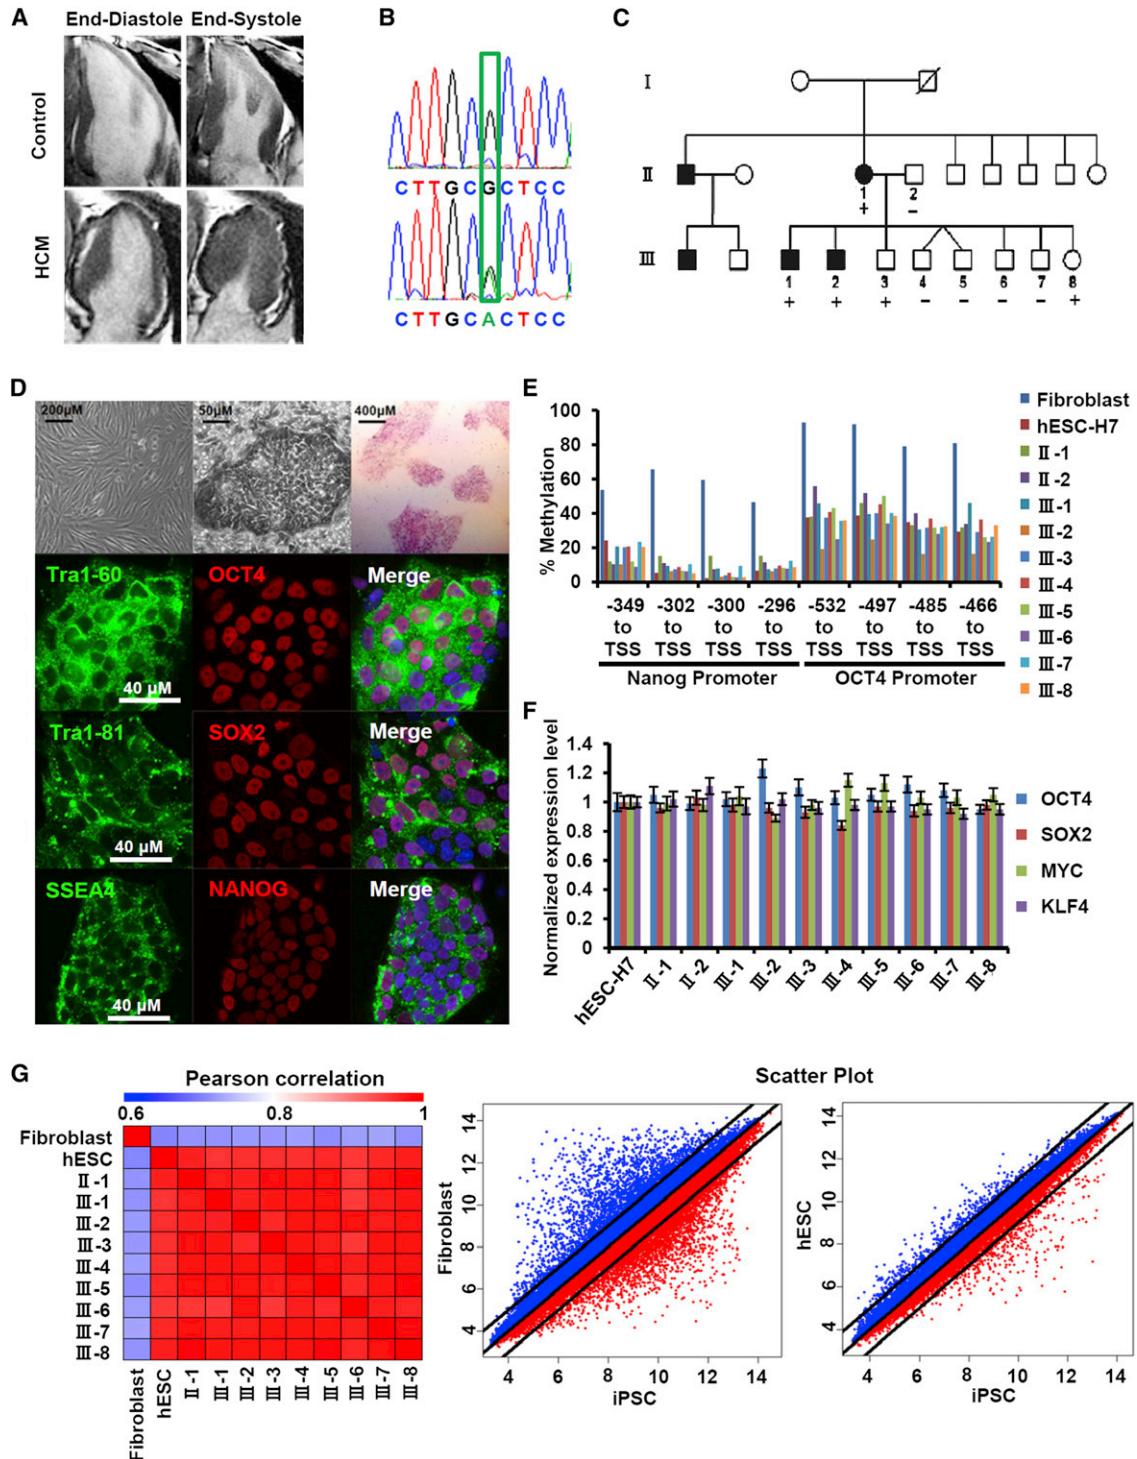 A
End-Diastole End-Systole
Control
HCM
B
C T T G C G C T C C
C T T G C A C T C C
C
I
II
1 2
+ −
III
1 2 3 4 5 6 7 8
+ + + − − − − +
D
200µM 50µM 400µM
Tra1-60 OCT4 Merge
40 µM
Tra1-81 SOX2 Merge
40 µM
SSEA4 NANOG Merge
40 µM
E
% Methylation
100
80
60
40
20
0
-349 -302 -300 -296 -532 -497 -485 -466
to to to to to to to to
TSS TSS TSS TSS TSS TSS TSS TSS
Nanog Promoter OCT4 Promoter
Fibroblast
hESC-H7
II-1
II-2
III-1
III-2
III-3
III-4
III-5
III-6
III-7
III-8
F
Normalized expression level
1.4
1.2
1
0.8
0.6
0.4
0.2
0
hESC-H7 II-1 II-2 III-1 III-2 III-3 III-4 III-5 III-6 III-7 III-8
OCT4
SOX2
MYC
KLF4
G
Pearson correlation
0.6 0.8 1
Fibroblast
hESC
II-1
III-1
III-2
III-3
III-4
III-5
III-6
III-7
III-8
Fibroblast hESC II-1 III-1 III-2 III-3 III-4 III-5 III-6 III-7 III-8
Scatter Plot
Fibroblast
14
12
10
8
6
4
4 6 8 10 12 14
iPSC
hESC
14
12
10
8
6
4
4 6 8 10 12 14
iPSC